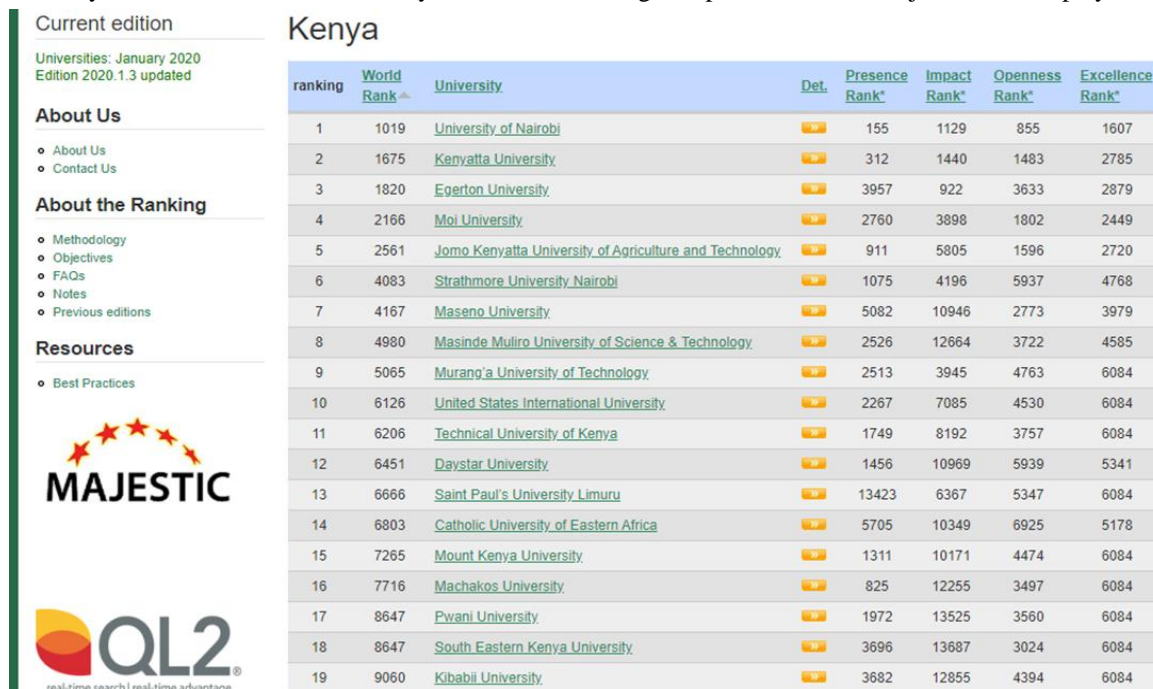 Current edition
Universities: January 2020
Edition 2020.1.3 updated
About Us
About Us
Contact Us
About the Ranking
Methodology
Objectives
FAQs
Notes
Previous editions
Resources
Best Practices
MAJESTIC
QL2®
real-time search | real-time advantage
Kenya
ranking World Rank University Det. Presence Rank* Impact Rank* Openness Rank* Excellence Rank*
1 1019 University of Nairobi 155 1129 855 1607
2 1675 Kenyatta University 312 1440 1483 2785
3 1820 Egerton University 3957 922 3633 2879
4 2166 Moi University 2760 3898 1802 2449
5 2561 Jomo Kenyatta University of Agriculture and Technology 911 5805 1596 2720
6 4083 Strathmore University Nairobi 1075 4196 5937 4768
7 4167 Maseno University 5082 10946 2773 3979
8 4980 Masinde Muliro University of Science & Technology 2526 12664 3722 4585
9 5065 Murang'a University of Technology 2513 3945 4763 6084
10 6126 United States International University 2267 7085 4530 6084
11 6206 Technical University of Kenya 1749 8192 3757 6084
12 6451 Daystar University 1456 10969 5939 5341
13 6666 Saint Paul's University Limuru 13423 6367 5347 6084
14 6803 Catholic University of Eastern Africa 5705 10349 6925 5178
15 7265 Mount Kenya University 1311 10171 4474 6084
16 7716 Machakos University 825 12255 3497 6084
17 8647 Pwani University 1972 13525 3560 6084
18 8647 South Eastern Kenya University 3696 13687 3024 6084
19 9060 Kibabii University 3682 12855 4394 6084